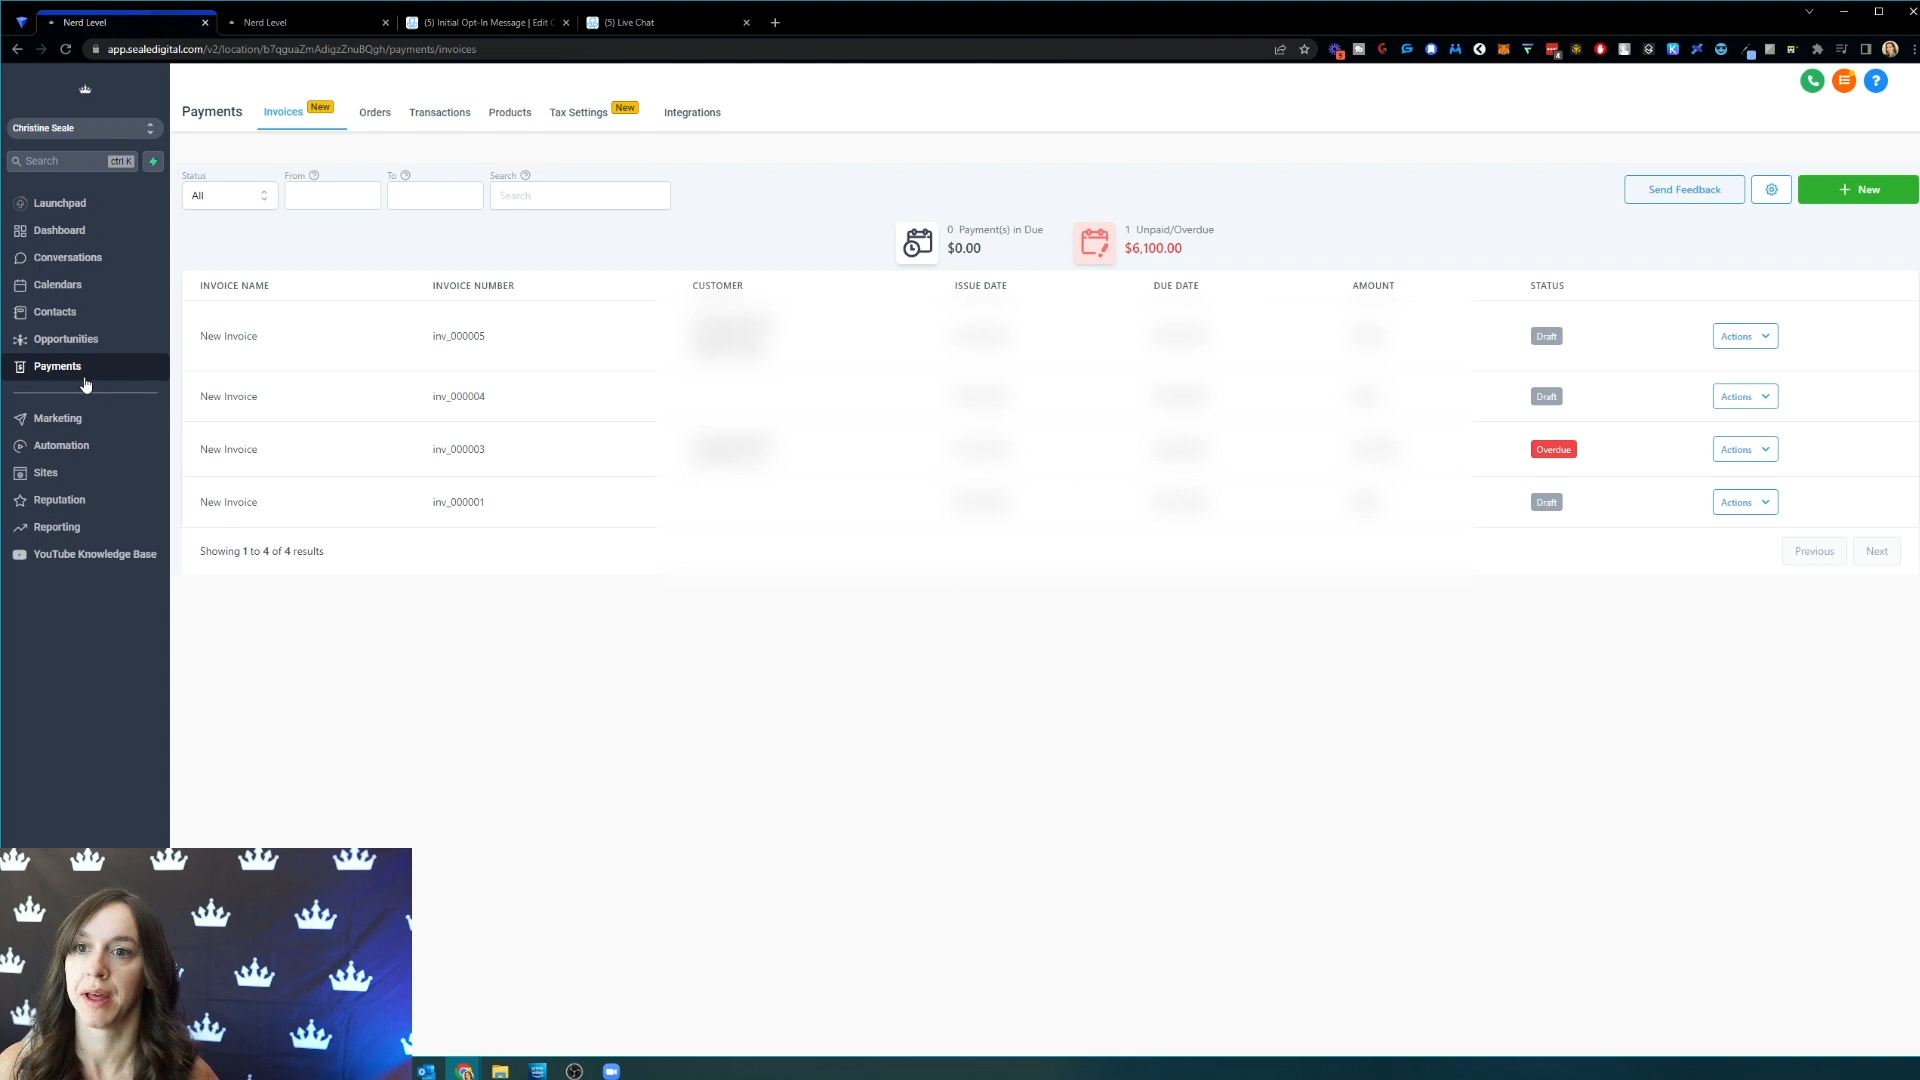 Nerd Level
Nerd Level
(5) Initial Opt-In Message | Edit C
(5) Live Chat
app.sealedigital.com/v2/location/b7qguaZmAdigzZnuBQgh/payments/invoices
Christine Seale
Search
ctrl K
Launchpad
Dashboard
Conversations
Calendars
Contacts
Opportunities
Payments
Marketing
Automation
Sites
Reputation
Reporting
YouTube Knowledge Base
Payments
Invoices New
Orders
Transactions
Products
Tax Settings New
Integrations
Status
From
To
Search
All
Search
Send Feedback
+ New
0 Payment(s) in Due
$0.00
1 Unpaid/Overdue
$6,100.00
INVOICE NAME INVOICE NUMBER CUSTOMER ISSUE DATE DUE DATE AMOUNT STATUS
New Invoice inv_000005 Draft Actions
New Invoice inv_000004 Draft Actions
New Invoice inv_000003 Overdue Actions
New Invoice inv_000001 Draft Actions
Showing 1 to 4 of 4 results
Previous Next